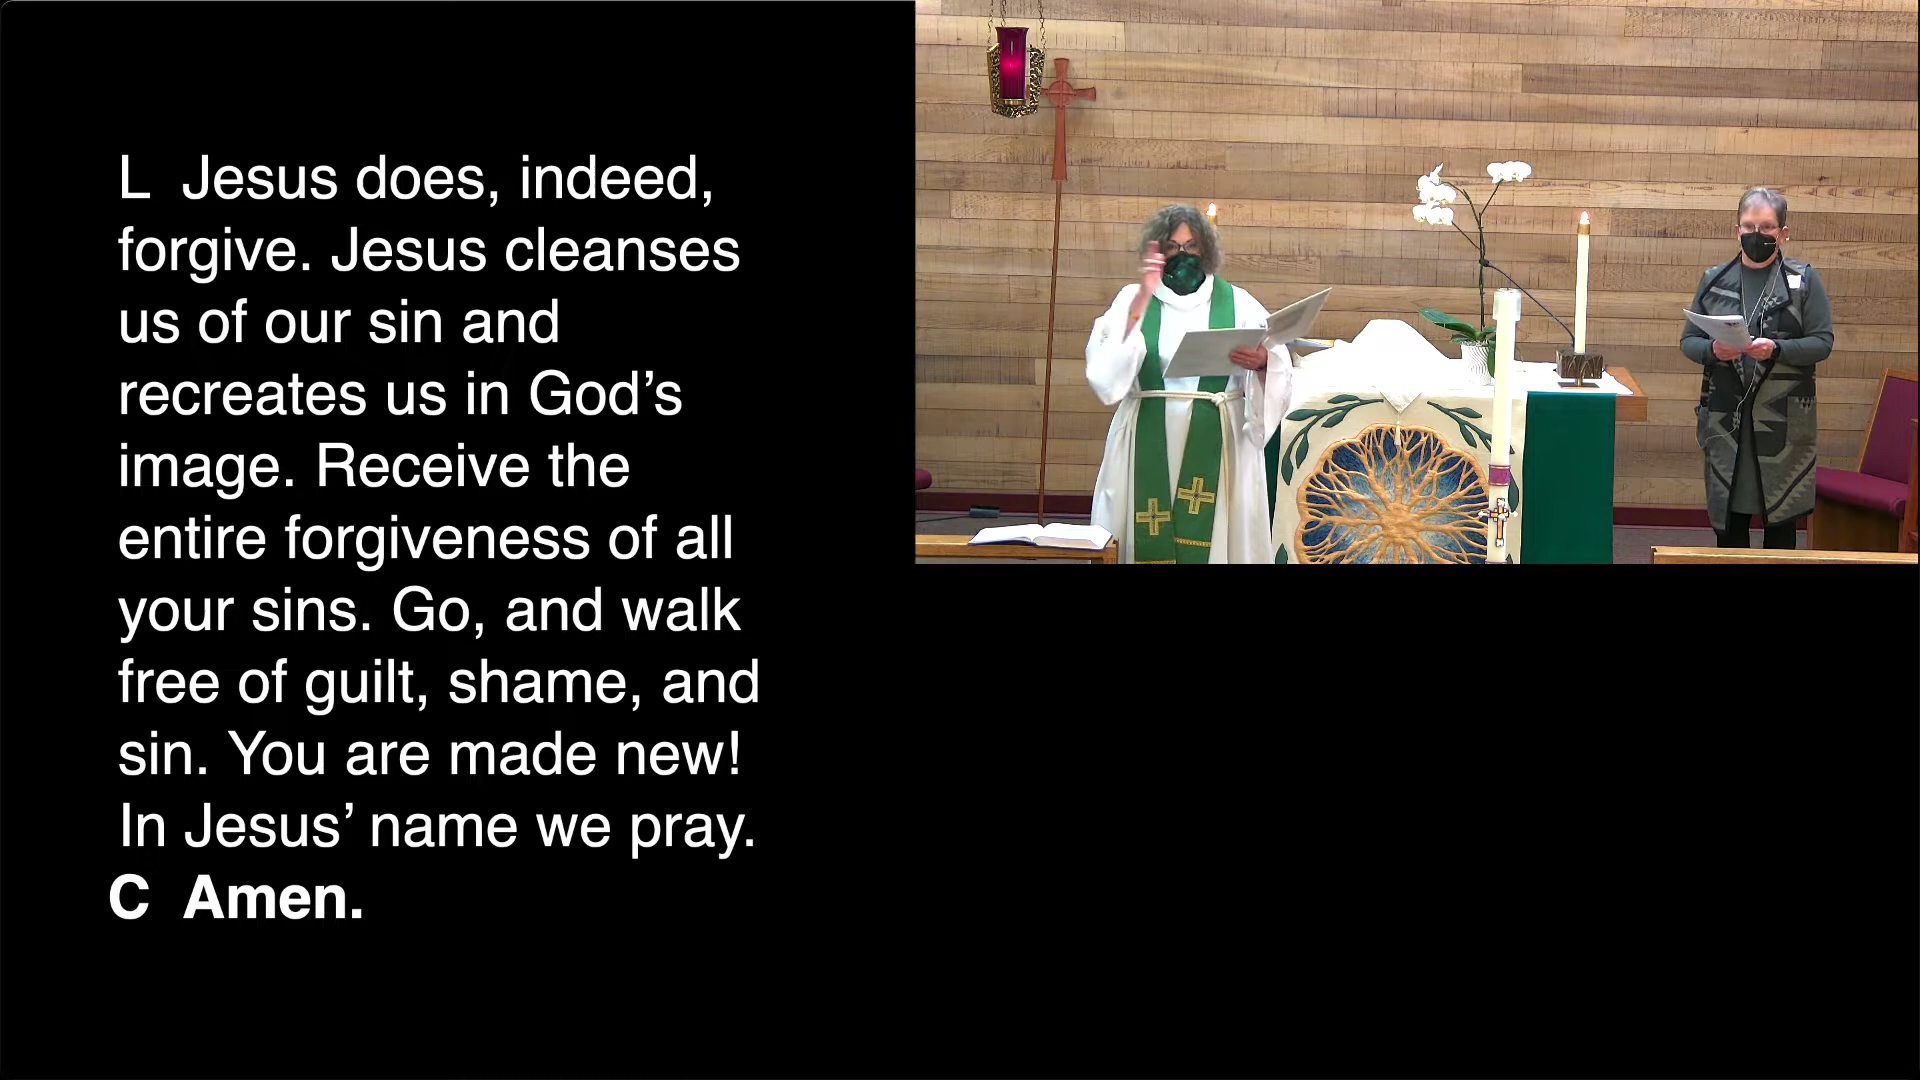 L  Jesus does, indeed,
forgive. Jesus cleanses
us of our sin and
recreates us in God’s
image. Receive the
entire forgiveness of all
your sins. Go, and walk
free of guilt, shame, and
sin. You are made new!
In Jesus’ name we pray.
C  Amen.